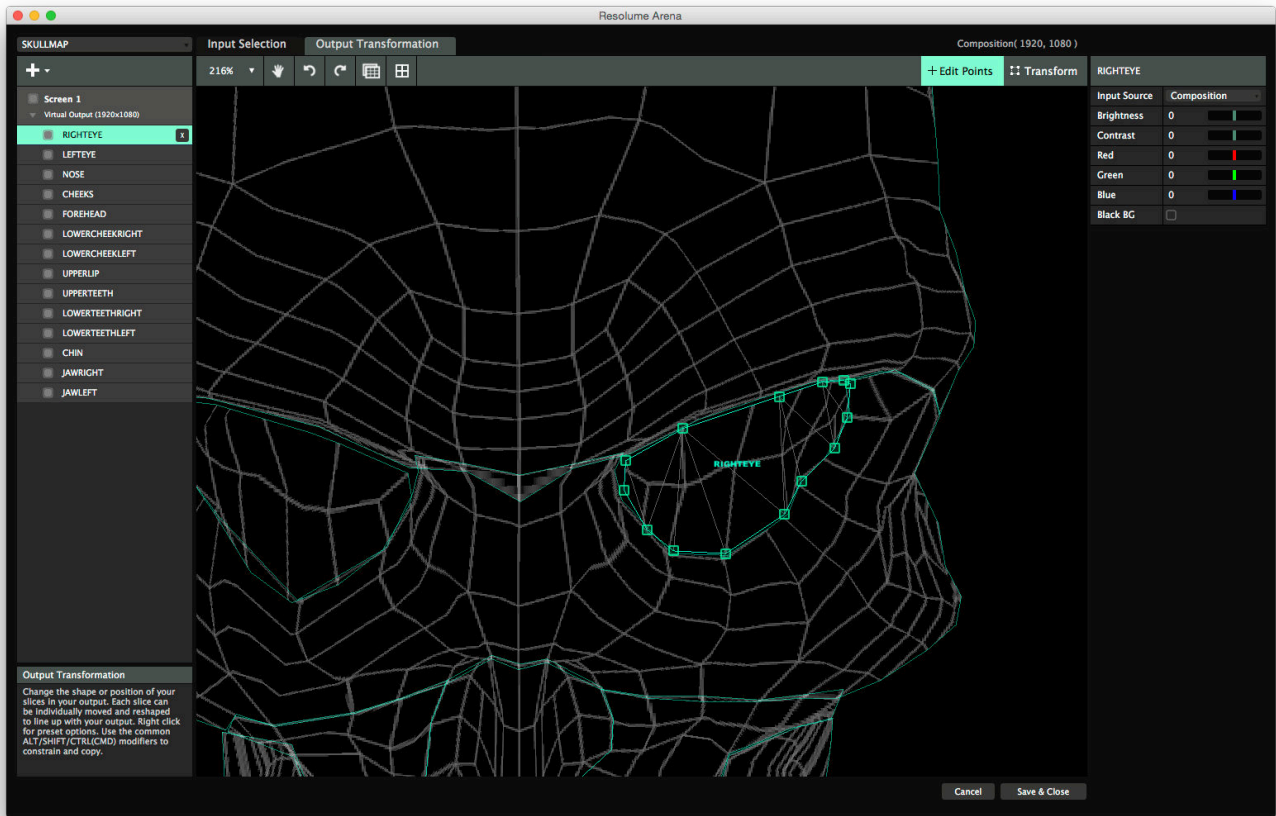 Resolume Arena
SKULLMAP
Input Selection
Output Transformation
Composition( 1920, 1080 )
216%
Edit Points
Transform
RIGHTEYE
Screen 1
Virtual Output (1920x1080)
RIGHTEYE
x
LEFTEYE
NOSE
CHEEKS
FOREHEAD
LOWERCHEEKRIGHT
LOWERCHEEKLEFT
UPPERLIP
UPPERTEETH
LOWERTEETHRIGHT
LOWERTEETHLEFT
CHIN
JAWRIGHT
JAWLEFT
RIGHTEYE
Input Source Composition
Brightness 0
Contrast 0
Red 0
Green 0
Blue 0
Black BG
Output Transformation
Change the shape or position of your
slices in your output. Each slice can
be individually moved and reshaped
to line up with your output. Right click
for preset options. Use the common
ALT/SHIFT/CTRL(CMD) modifiers to
constrain and copy.
Cancel
Save & Close